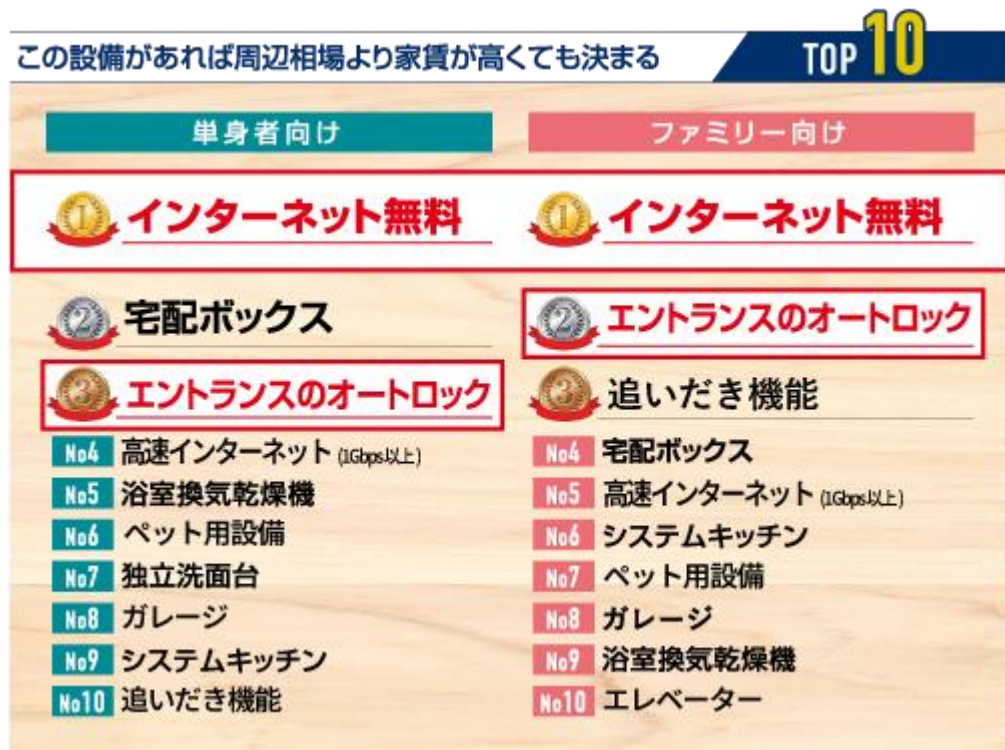 この設備があれば周辺相場より家賃が高くても決まる
TOP10
単身者向け
1 インターネット無料
2 宅配ボックス
3 エントランスのオートロック
No4 高速インターネット (1Gbps以上)
No5 浴室換気乾燥機
No6 ペット用設備
No7 独立洗面台
No8 ガレージ
No9 システムキッチン
No10 追いだき機能
ファミリー向け
1 インターネット無料
2 エントランスのオートロック
3 追いだき機能
No4 宅配ボックス
No5 高速インターネット (1Gbps以上)
No6 システムキッチン
No7 ペット用設備
No8 ガレージ
No9 浴室換気乾燥機
No10 エレベーター